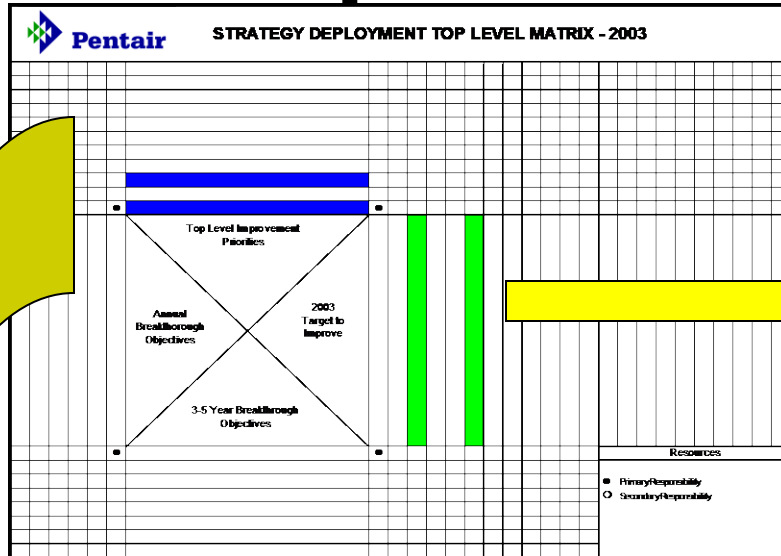 Pentair
STRATEGY DEPLOYMENT TOP LEVEL MATRIX - 2003
Top Level Improvement
Priorities
Annual
Breakthorough
Objectives
2003
Target to
Improve
3-5 Year Breakthrough
Objectives
Resources
Primary Responsibility
Secondary Responsibility